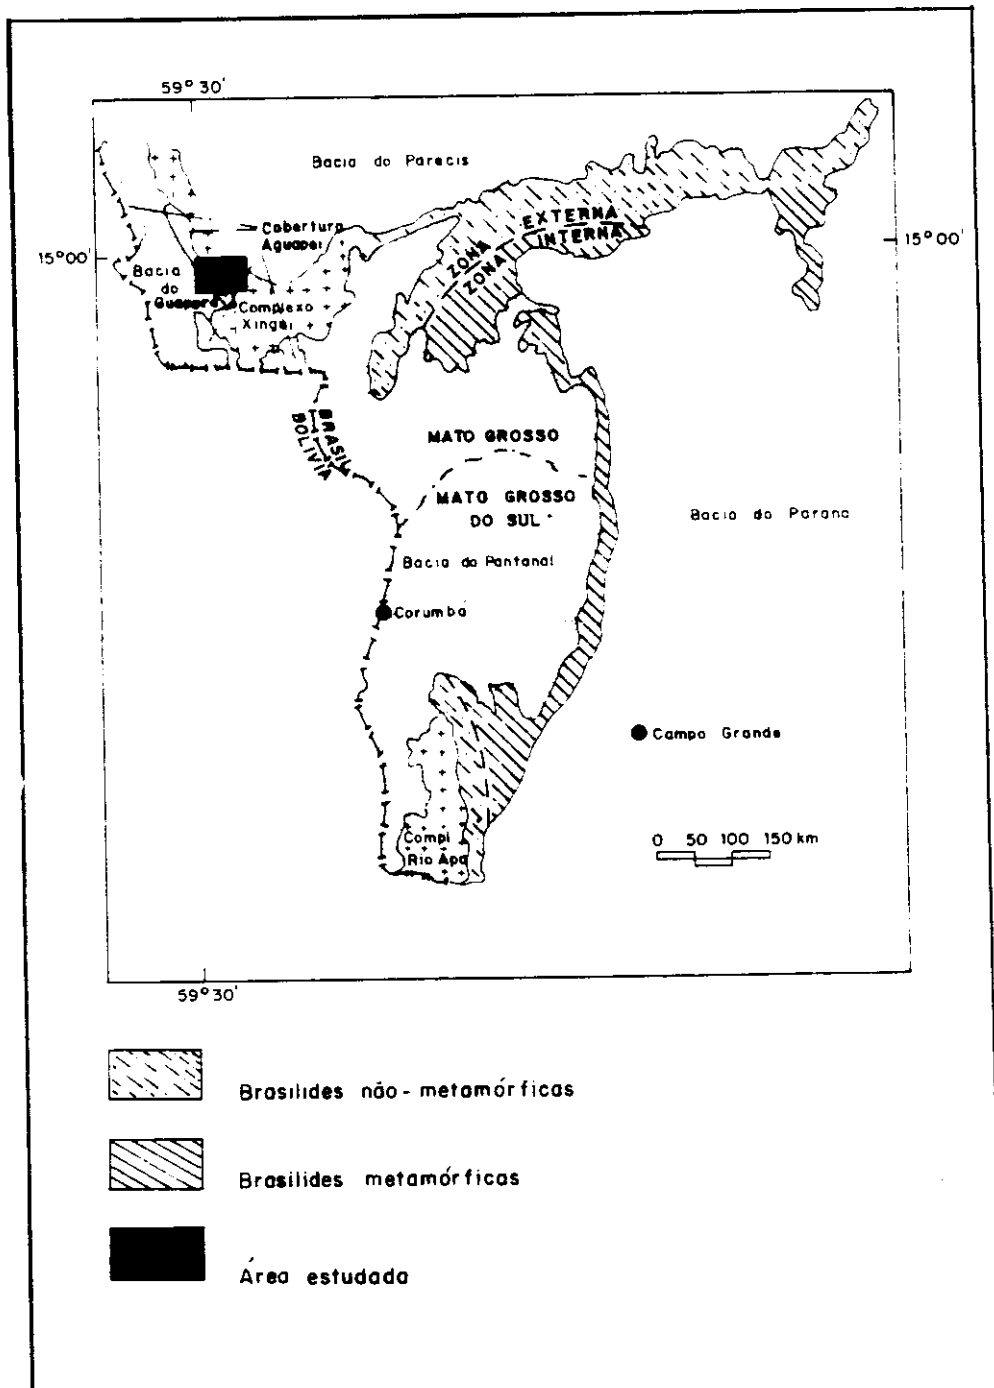 59° 30'
Bacia do Parecis
Cobertura
Aguapeí
15° 00'
15° 00'
ZONA EXTERNA
ZONA INTERNA
Bacia
do
Guaporé
Complexo
Xingú
BRASIL
BOLIVIA
MATO GROSSO
MATO GROSSO
DO SUL
Bacia do Paraná
Bacia do Pantanal
Corumbá
Campo Grande
0 50 100 150 km
Compl
Rio Apa
59° 30'
Brasilides não-metamórficas
Brasilides metamórficas
Área estudada